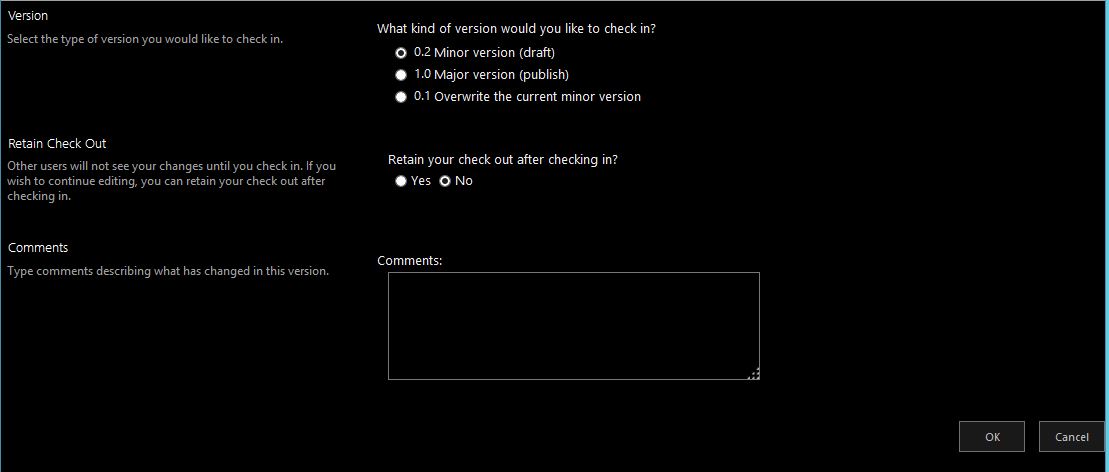 Version
Select the type of version you would like to check in.
What kind of version would you like to check in?
0.2 Minor version (draft)
1.0 Major version (publish)
0.1 Overwrite the current minor version
Retain Check Out
Other users will not see your changes until you check in. If you
wish to continue editing, you can retain your check out after
checking in.
Retain your check out after checking in?
Yes No
Comments
Type comments describing what has changed in this version.
Comments:
OK Cancel